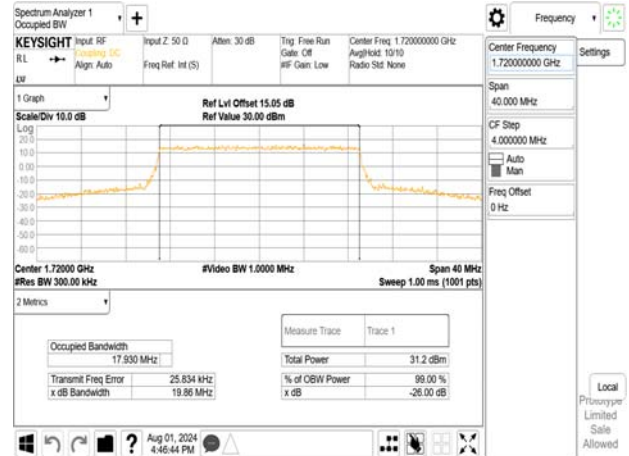 Spectrum Analyzer 1
Occupied BW
+
Frequency
KEYSIGHT
RL
LXI
Input: RF
Coupling: DC
Align: Auto
Input Z: 50 Ω
Freq Ref: Int (S)
Atten: 30 dB
Trig: Free Run
Gate: Off
#IF Gain: Low
Center Freq: 1.720000000 GHz
Avg|Hold: 10/10
Radio Std: None
Center Frequency
1.720000000 GHz
Settings
Span
40.000 MHz
CF Step
4.000000 MHz
Auto
Man
Freq Offset
0 Hz
1 Graph
Scale/Div 10.0 dB
Ref Lvl Offset 15.05 dB
Ref Value 30.00 dBm
Log
20.0
10.0
0.00
-10.0
-20.0
-30.0
-40.0
-50.0
-60.0
Center 1.72000 GHz
#Video BW 1.0000 MHz
Span 40 MHz
#Res BW 300.00 kHz
Sweep 1.00 ms (1001 pts)
2 Metrics
Measure Trace
Trace 1
Occupied Bandwidth
17.930 MHz
Total Power
31.2 dBm
Transmit Freq Error
25.834 kHz
% of OBW Power
99.00 %
x dB Bandwidth
19.86 MHz
x dB
-26.00 dB
Local
Prototype
Limited
Sale
Allowed
?
Aug 01, 2024
4:46:44 PM